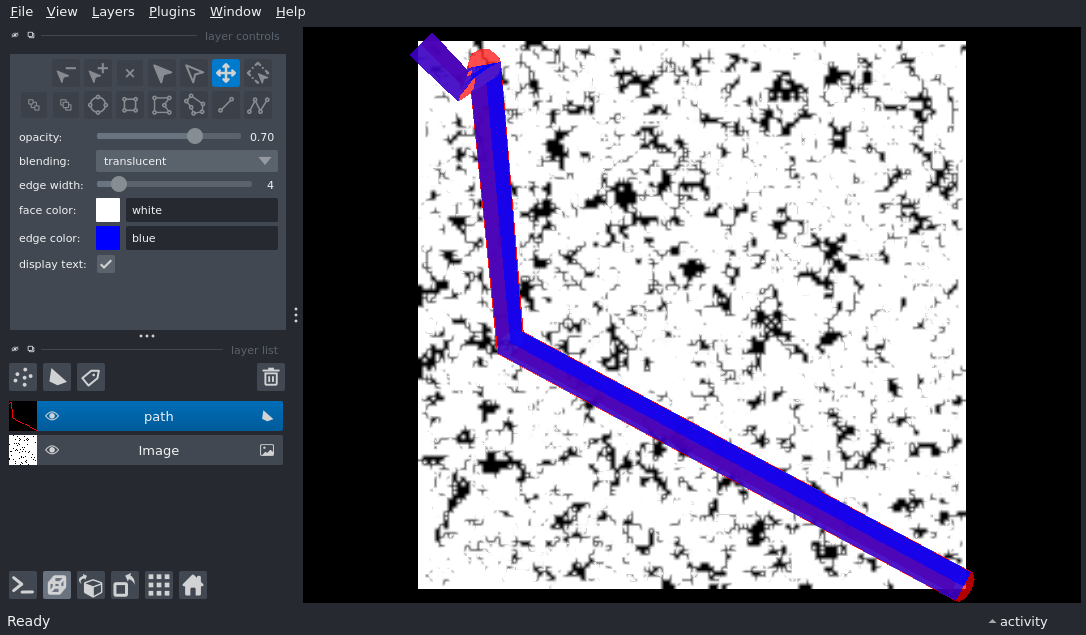 File View Layers Plugins Window Help
layer controls
opacity: 0.70
blending: translucent
edge width: 4
face color: white
edge color: blue
display text:
layer list
path
Image
Ready
activity